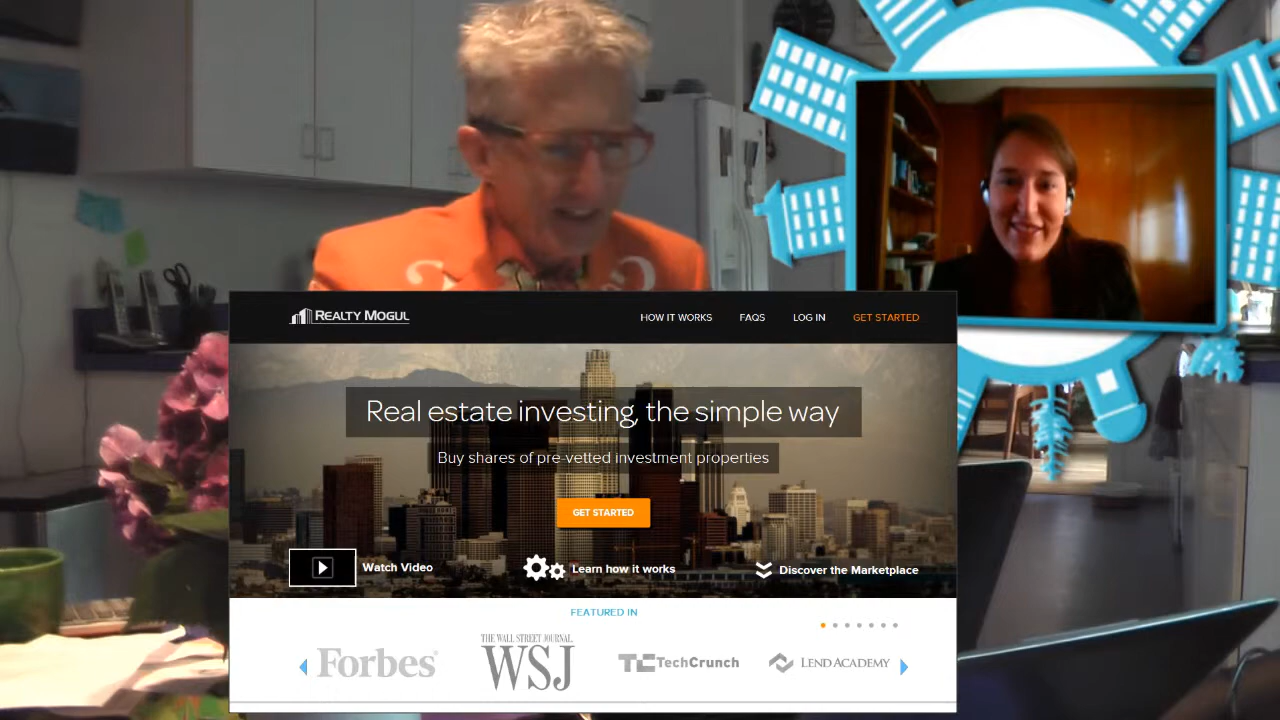 REALTY MOGUL
HOW IT WORKS FAQS LOG IN GET STARTED
Real estate investing, the simple way
Buy shares of pre-vetted investment properties
GET STARTED
Watch Video Learn how it works Discover the Marketplace
FEATURED IN
Forbes THE WALL STREET JOURNAL. WSJ TC TechCrunch LEND ACADEMY